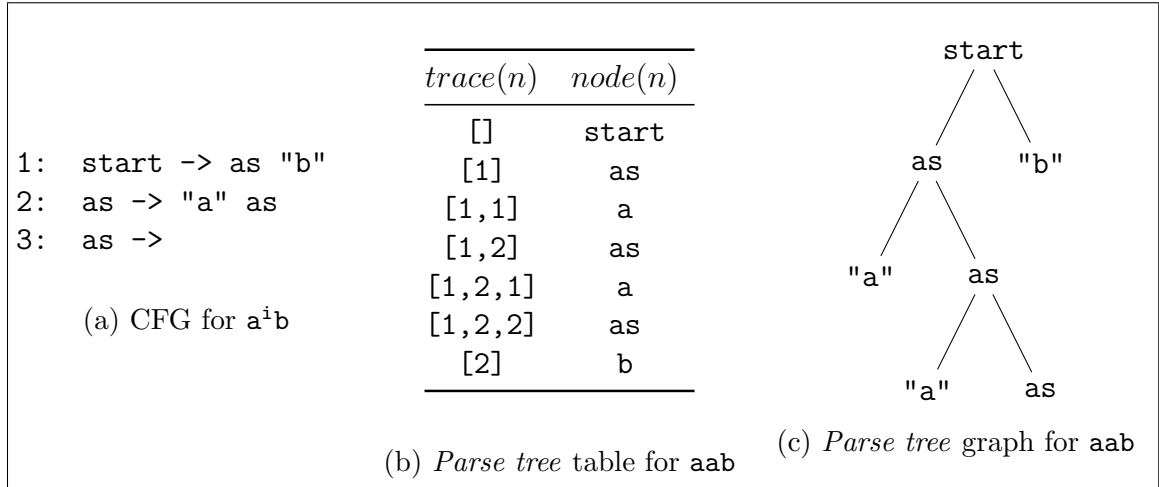 1: start -> as "b"
2: as -> "a" as
3: as ->
(a) CFG for aⁱb
trace(n) node(n)
[] start
[1] as
[1,1] a
[1,2] as
[1,2,1] a
[1,2,2] as
[2] b
(b) Parse tree table for aab
start
as "b"
"a" as
"a" as
(c) Parse tree graph for aab